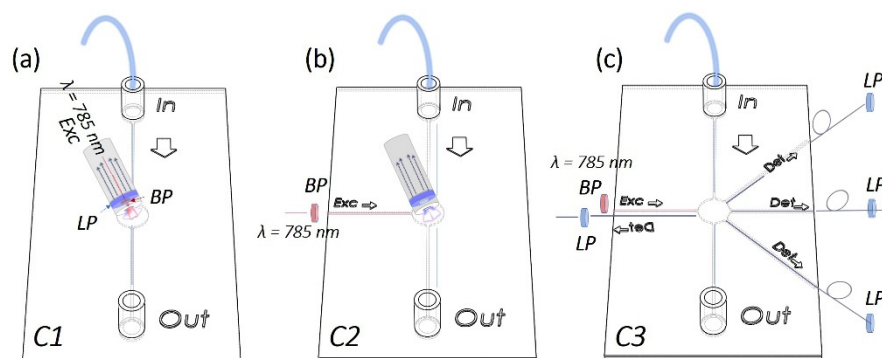 (a)
In
λ = 785 nm
Exc
BP
LP
Out
C1
(b)
In
BP
Exc
λ = 785 nm
Out
C2
(c)
In
LP
Det
λ = 785 nm
BP
Exc
LP
Det
LP
Det
Det
LP
Out
C3